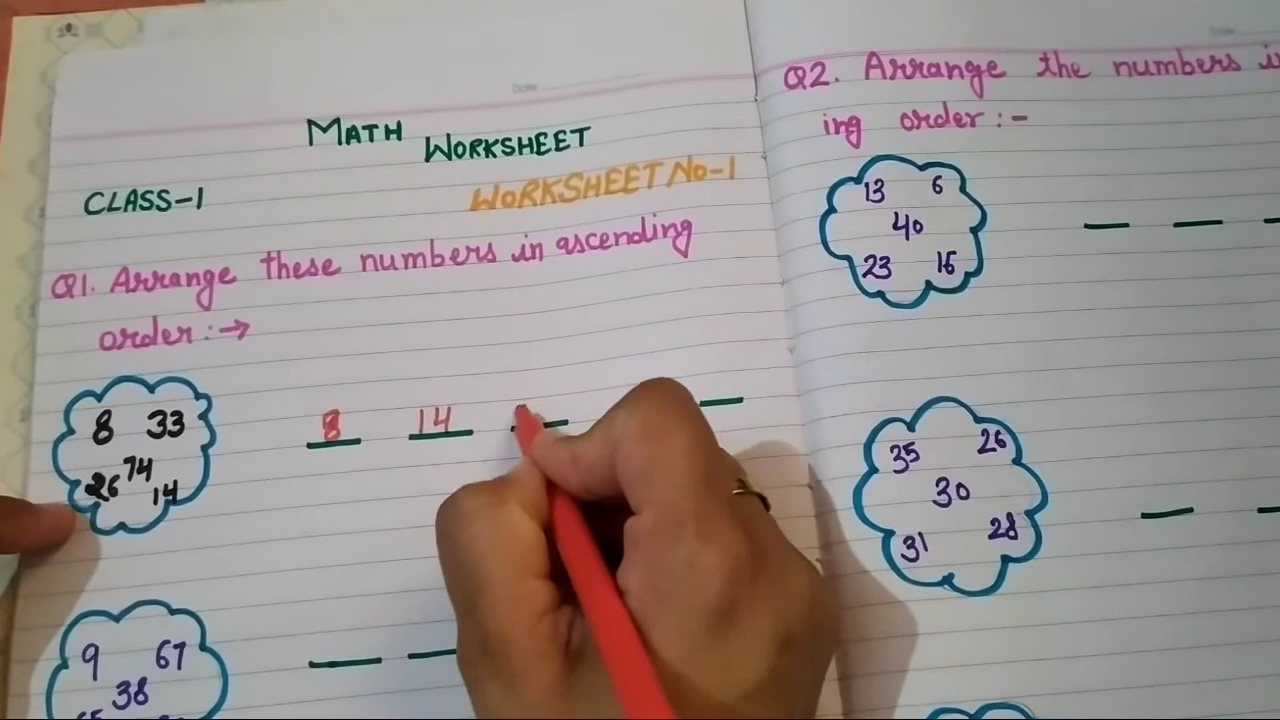 Date
MATH WORKSHEET
CLASS-1
WORKSHEET No-1
Q1. Arrange these numbers in ascending
order:→
8 33
26 74 14
8 14
9 67
38
Date
Q2. Arrange the numbers
ing order:-
13 6
40
23 16
35 26
30
31 28